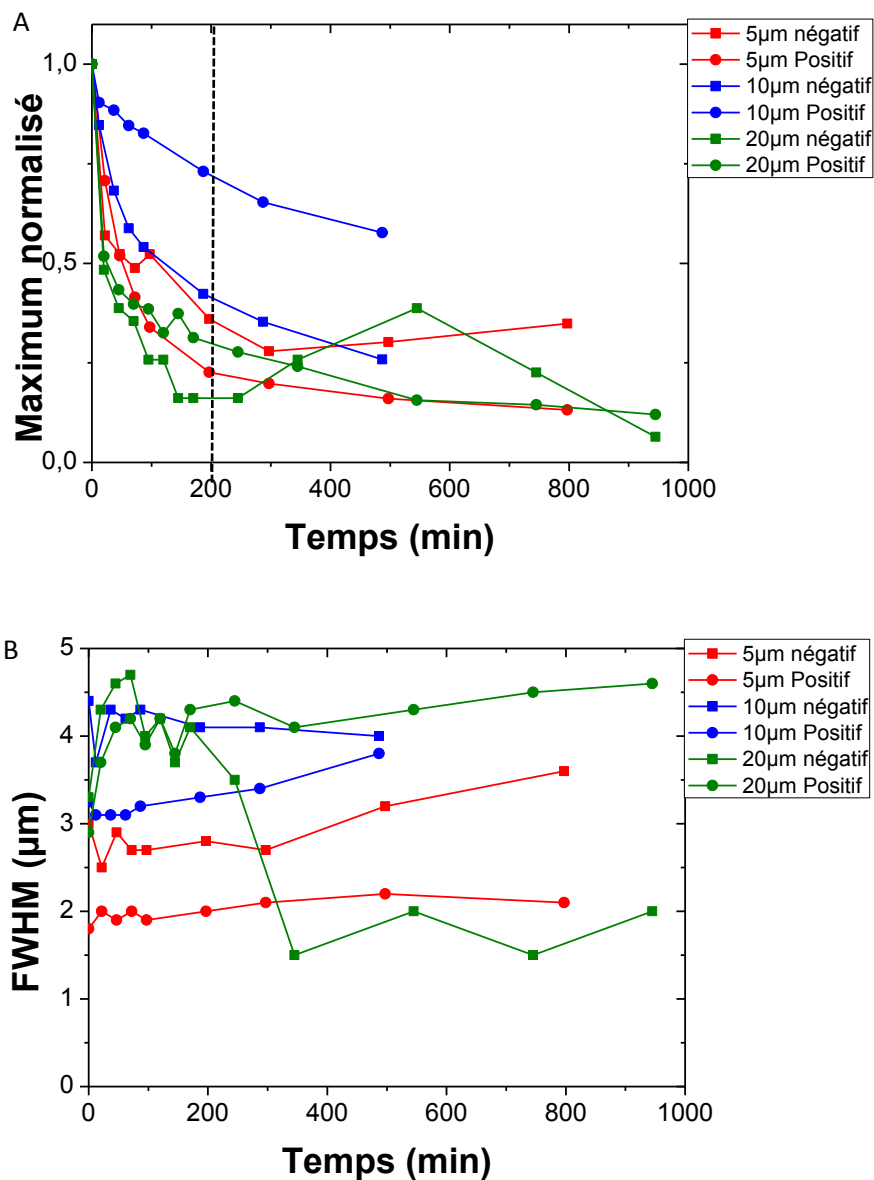 A
5µm négatif
5µm Positif
10µm négatif
10µm Positif
20µm négatif
20µm Positif
1,0
0,5
0,0
Maximum normalisé
0 200 400 600 800 1000
Temps (min)
B
5µm négatif
5µm Positif
10µm négatif
10µm Positif
20µm négatif
20µm Positif
5
4
3
2
1
0
FWHM (µm)
0 200 400 600 800 1000
Temps (min)